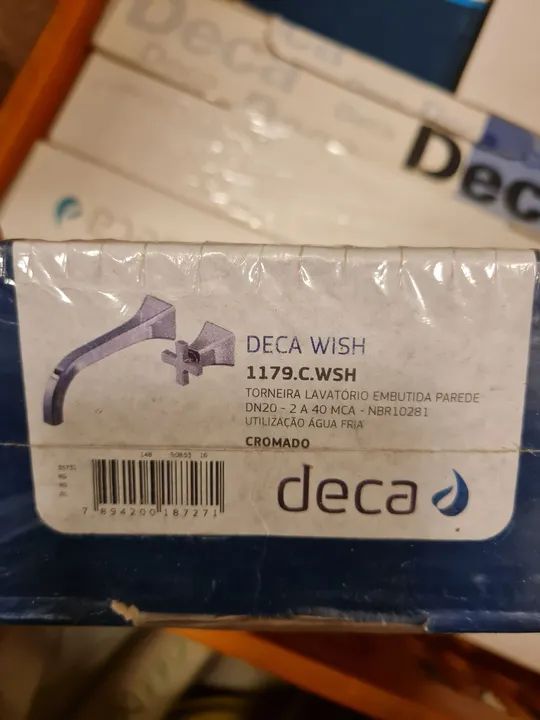 Deca
Deca
Dec
DECA WISH
1179.C.WSH
TORNEIRA LAVATÓRIO EMBUTIDA PAREDE
DN20 - 2 A 40 MCA - NBR10281
UTILIZAÇÃO ÁGUA FRIA
CROMADO
deca
7 894200 187271